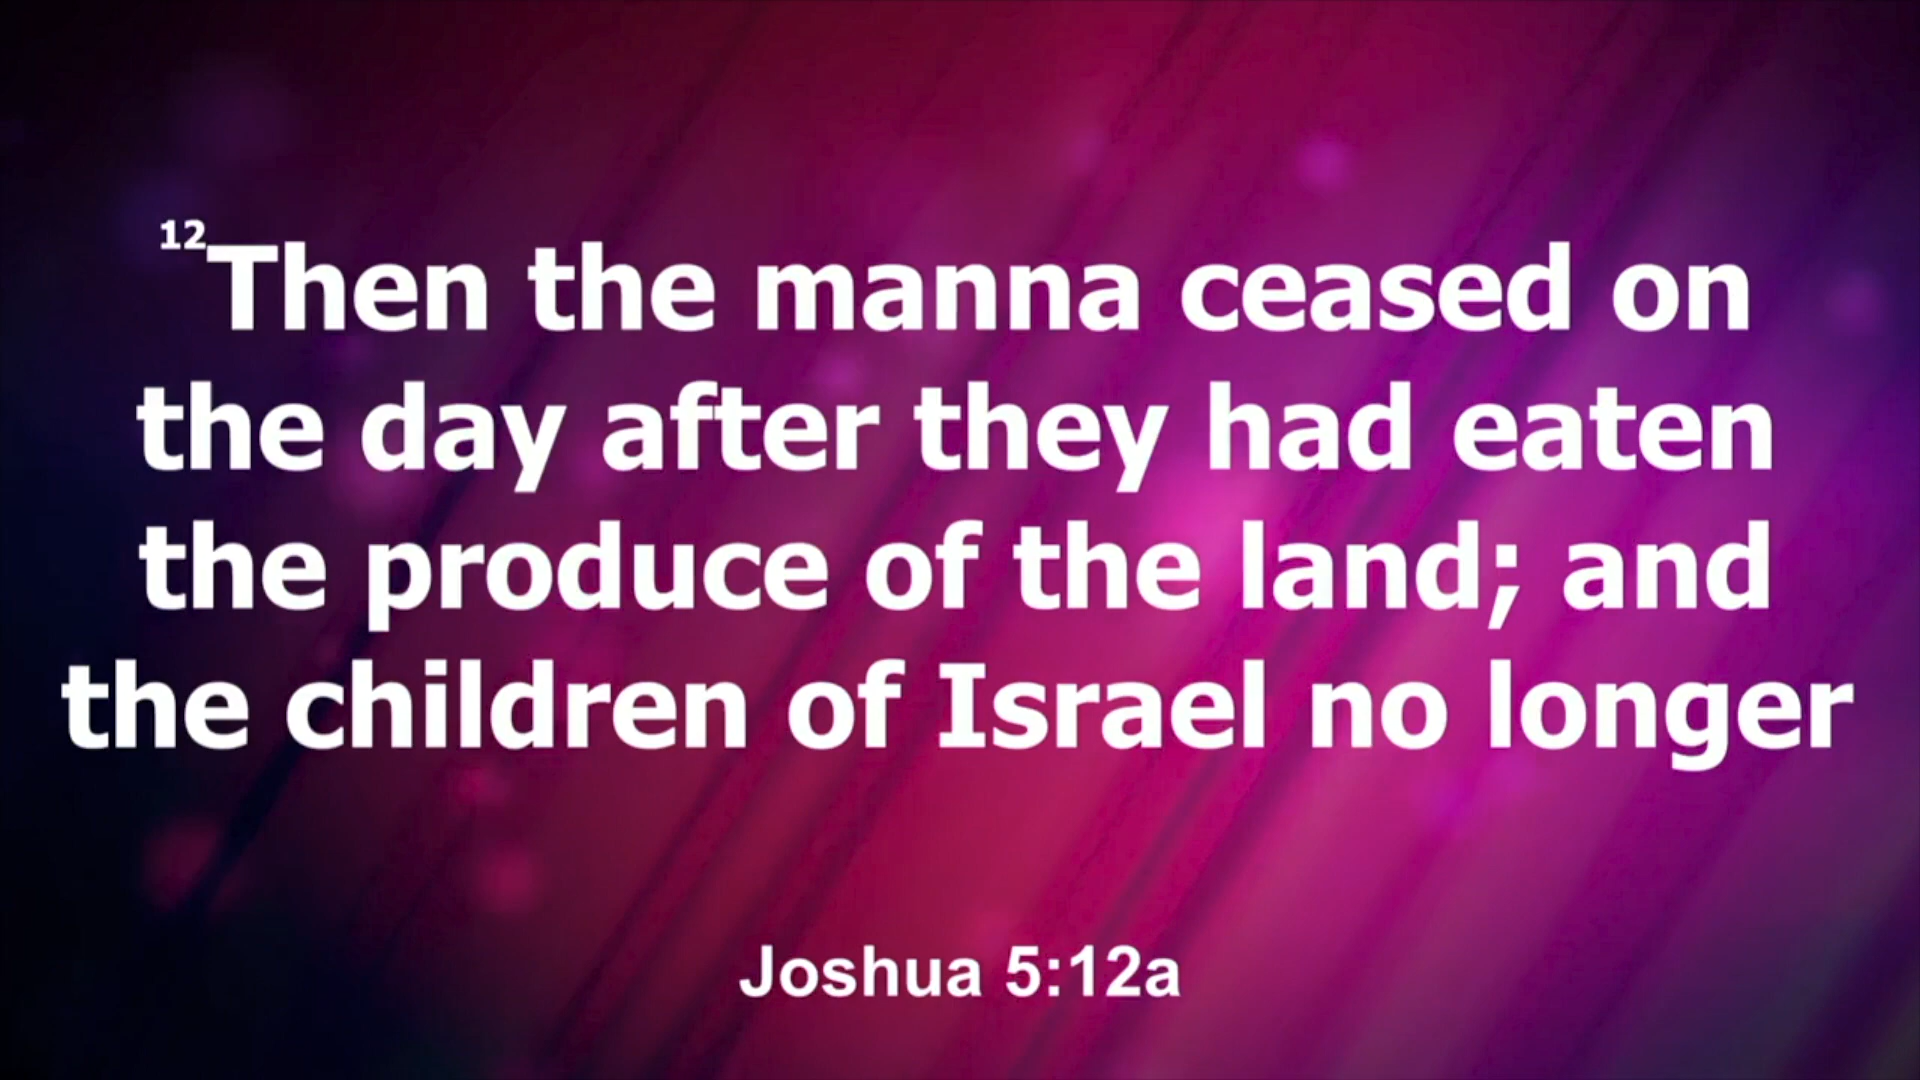 12Then the manna ceased on
the day after they had eaten
the produce of the land; and
the children of Israel no longer
Joshua 5:12a